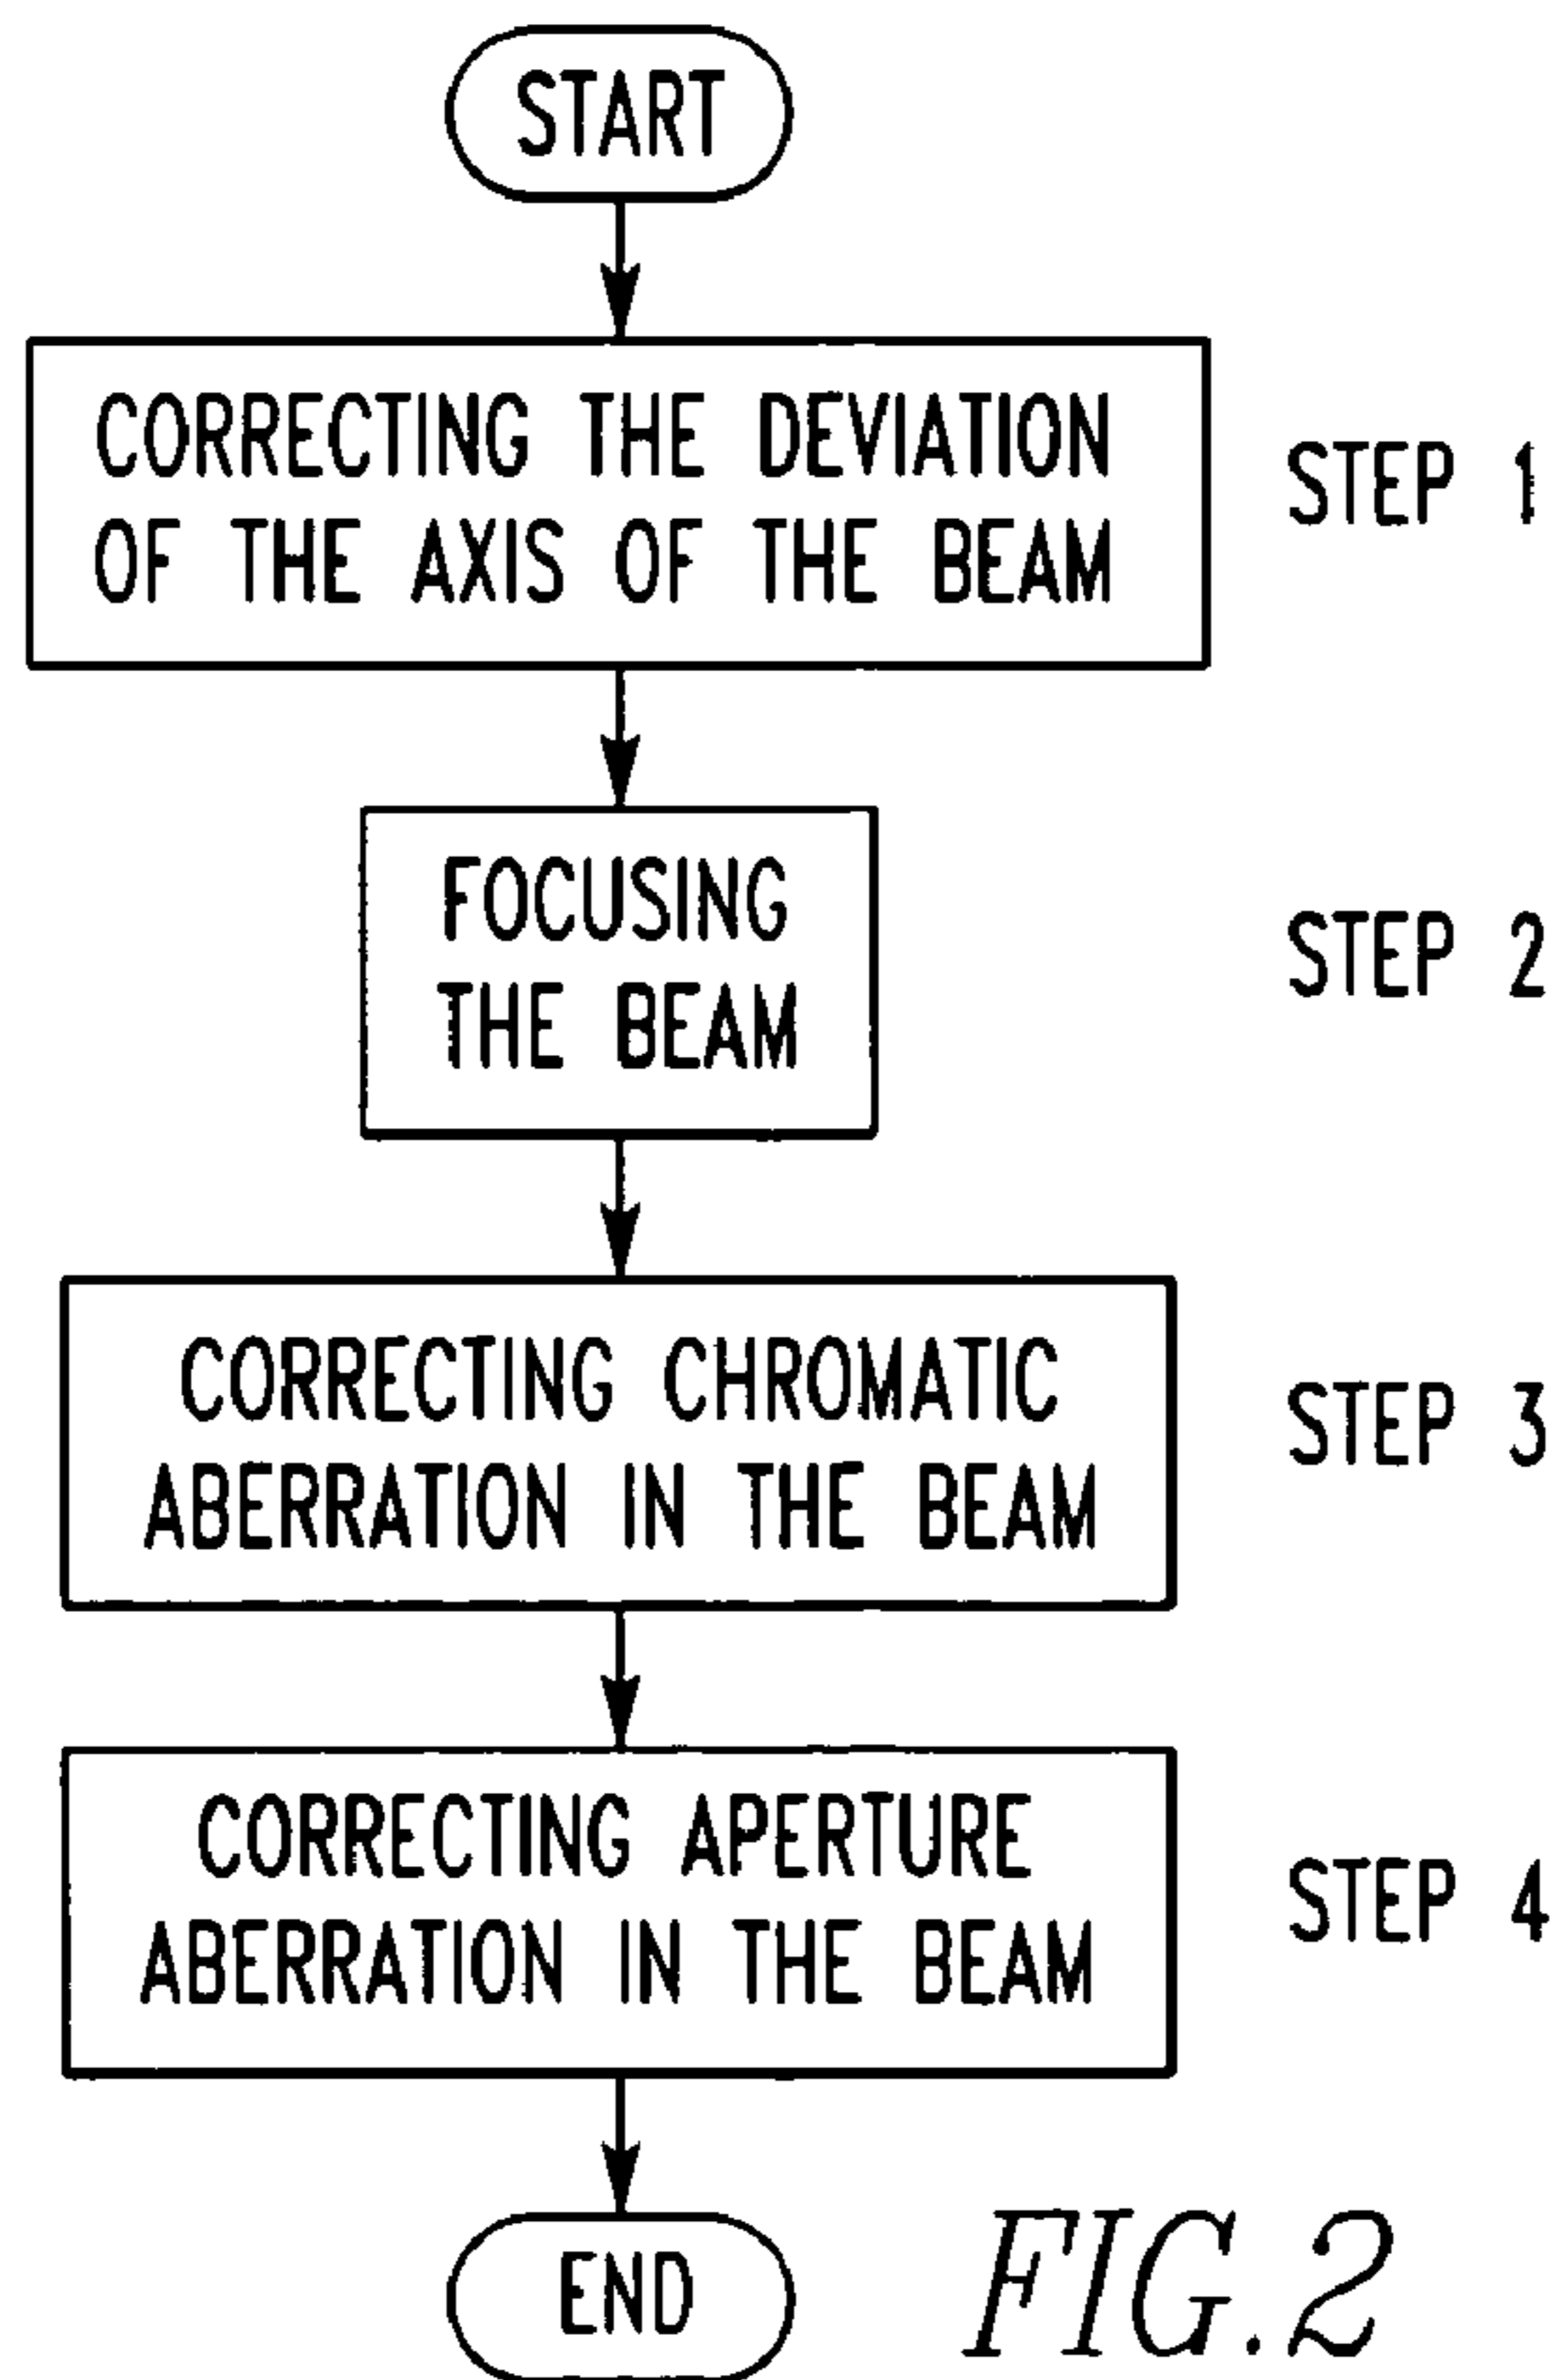 START
CORRECTING THE DEVIATION
OF THE AXIS OF THE BEAM
STEP 1
FOCUSING
THE BEAM
STEP 2
CORRECTING CHROMATIC
ABERRATION IN THE BEAM
STEP 3
CORRECTING APERTURE
ABERRATION IN THE BEAM
STEP 4
END
FIG.2